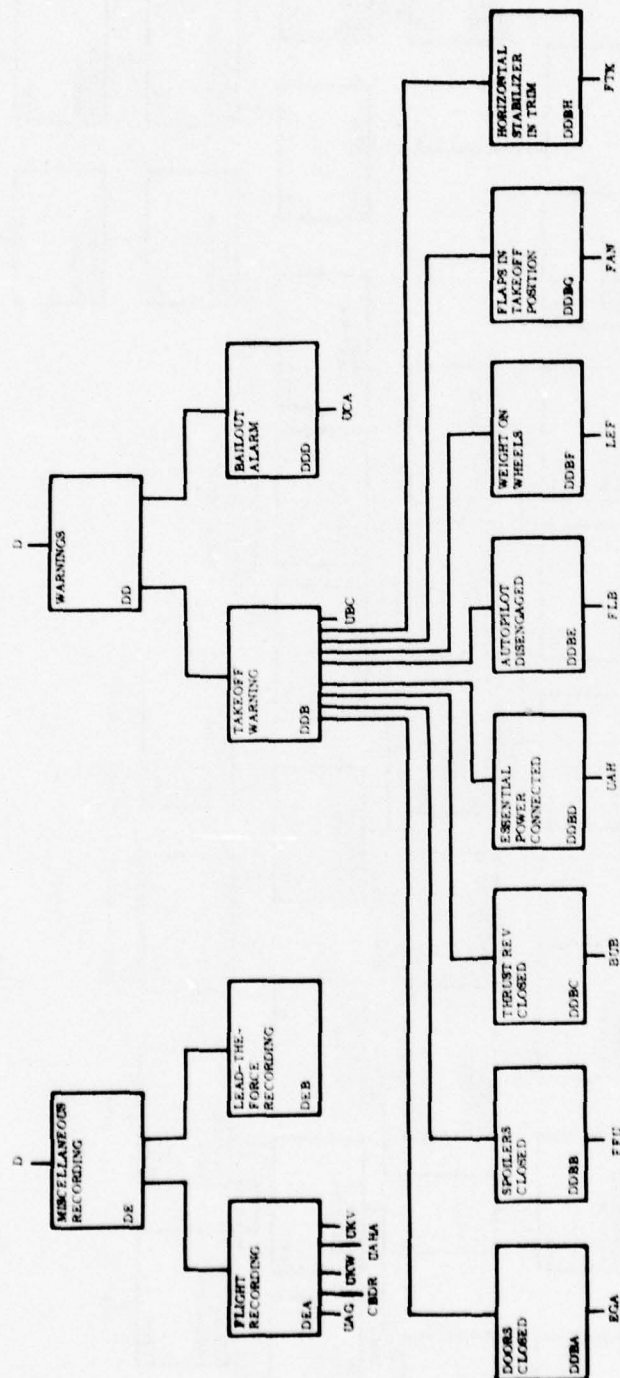 D
MISCELLANEOUS
RECORDING
DE
FLIGHT
RECORDING
DEA
UAG
CBDR
UKW
UAHA
UKV
LEAD-THE-
FORCE
RECORDING
DEB
D
WARNINGS
DD
TAKEOFF
WARNING
DDB
UBC
BAILOUT
ALARM
DDD
UCA
DOORS
CLOSED
DDBA
EGA
SPOILERS
CLOSED
DDBB
THRUST REV
CLOSED
DDBC
BUB
ESSENTIAL
POWER
CONNECTED
DDBD
UAH
AUTOPILOT
DISENGAGED
DDBE
FLB
WEIGHT ON
WHEELS
DDBF
LEF
FLAPS IN
TAKEOFF
POSITION
DDBG
FAN
HORIZONTAL
STABILIZER
IN TRIM
DDBH
FTK